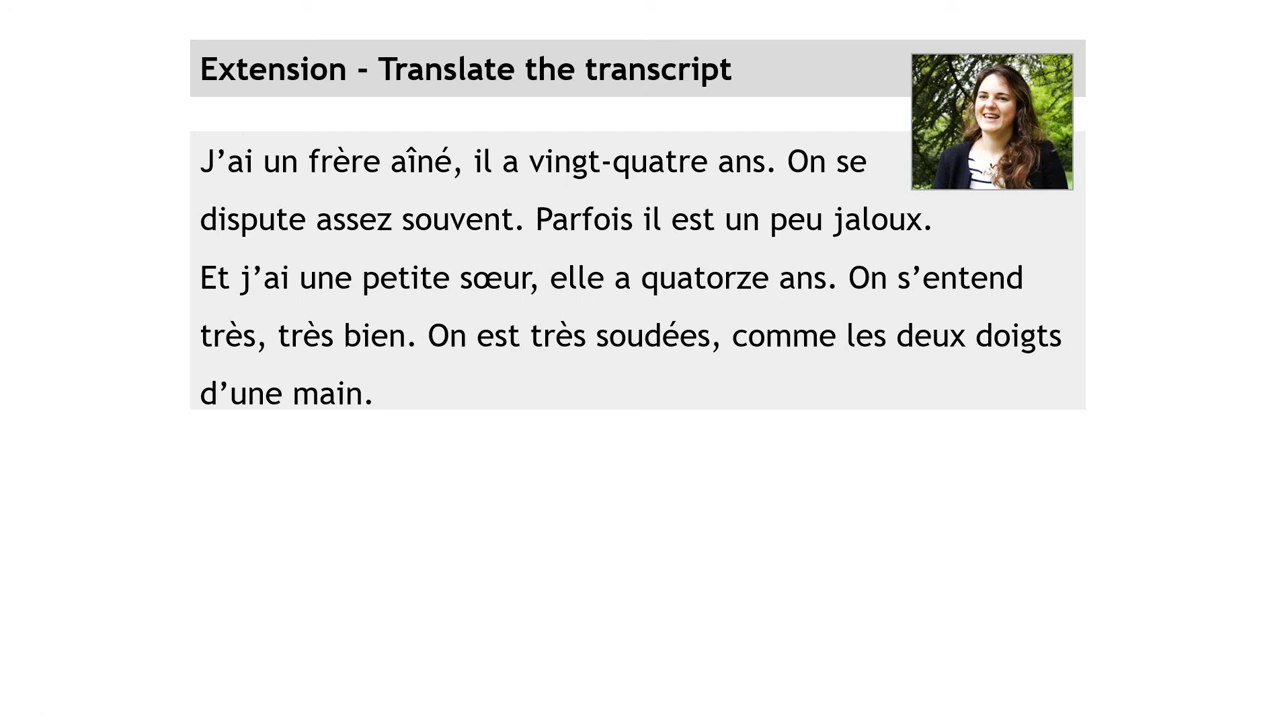 Extension - Translate the transcript
J’ai un frère aîné, il a vingt-quatre ans. On se
dispute assez souvent. Parfois il est un peu jaloux.
Et j’ai une petite sœur, elle a quatorze ans. On s’entend
très, très bien. On est très soudées, comme les deux doigts
d’une main.